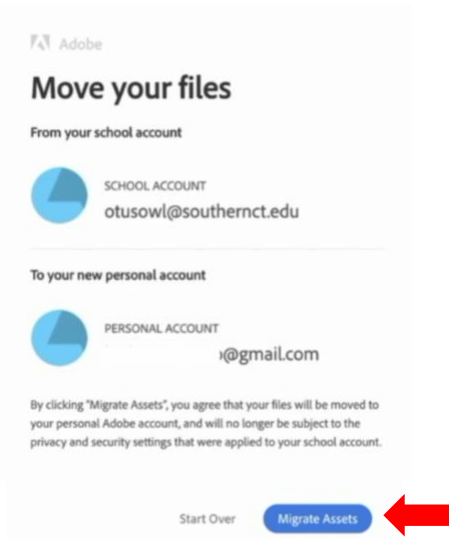 Adobe
Move your files
From your school account
SCHOOL ACCOUNT
otusowl@southernct.edu
To your new personal account
PERSONAL ACCOUNT
@gmail.com
By clicking "Migrate Assets", you agree that your files will be moved to
your personal Adobe account, and will no longer be subject to the
privacy and security settings that were applied to your school account.
Start Over Migrate Assets